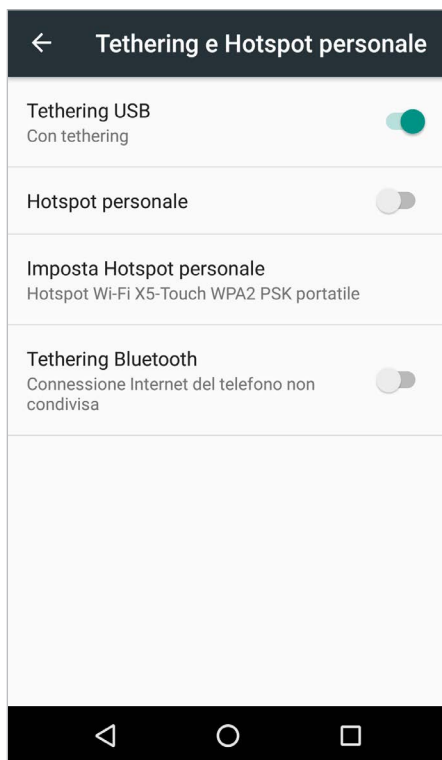 Tethering e Hotspot personale
Tethering USB
Con tethering
Hotspot personale
Imposta Hotspot personale
Hotspot Wi-Fi X5-Touch WPA2 PSK portatile
Tethering Bluetooth
Connessione Internet del telefono non
condivisa